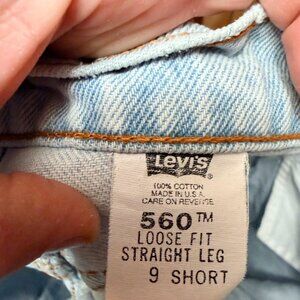 Levi's
100% COTTON
MADE IN U.S.A.
CARE ON REVERSE
560™
LOOSE FIT
STRAIGHT LEG
9 SHORT